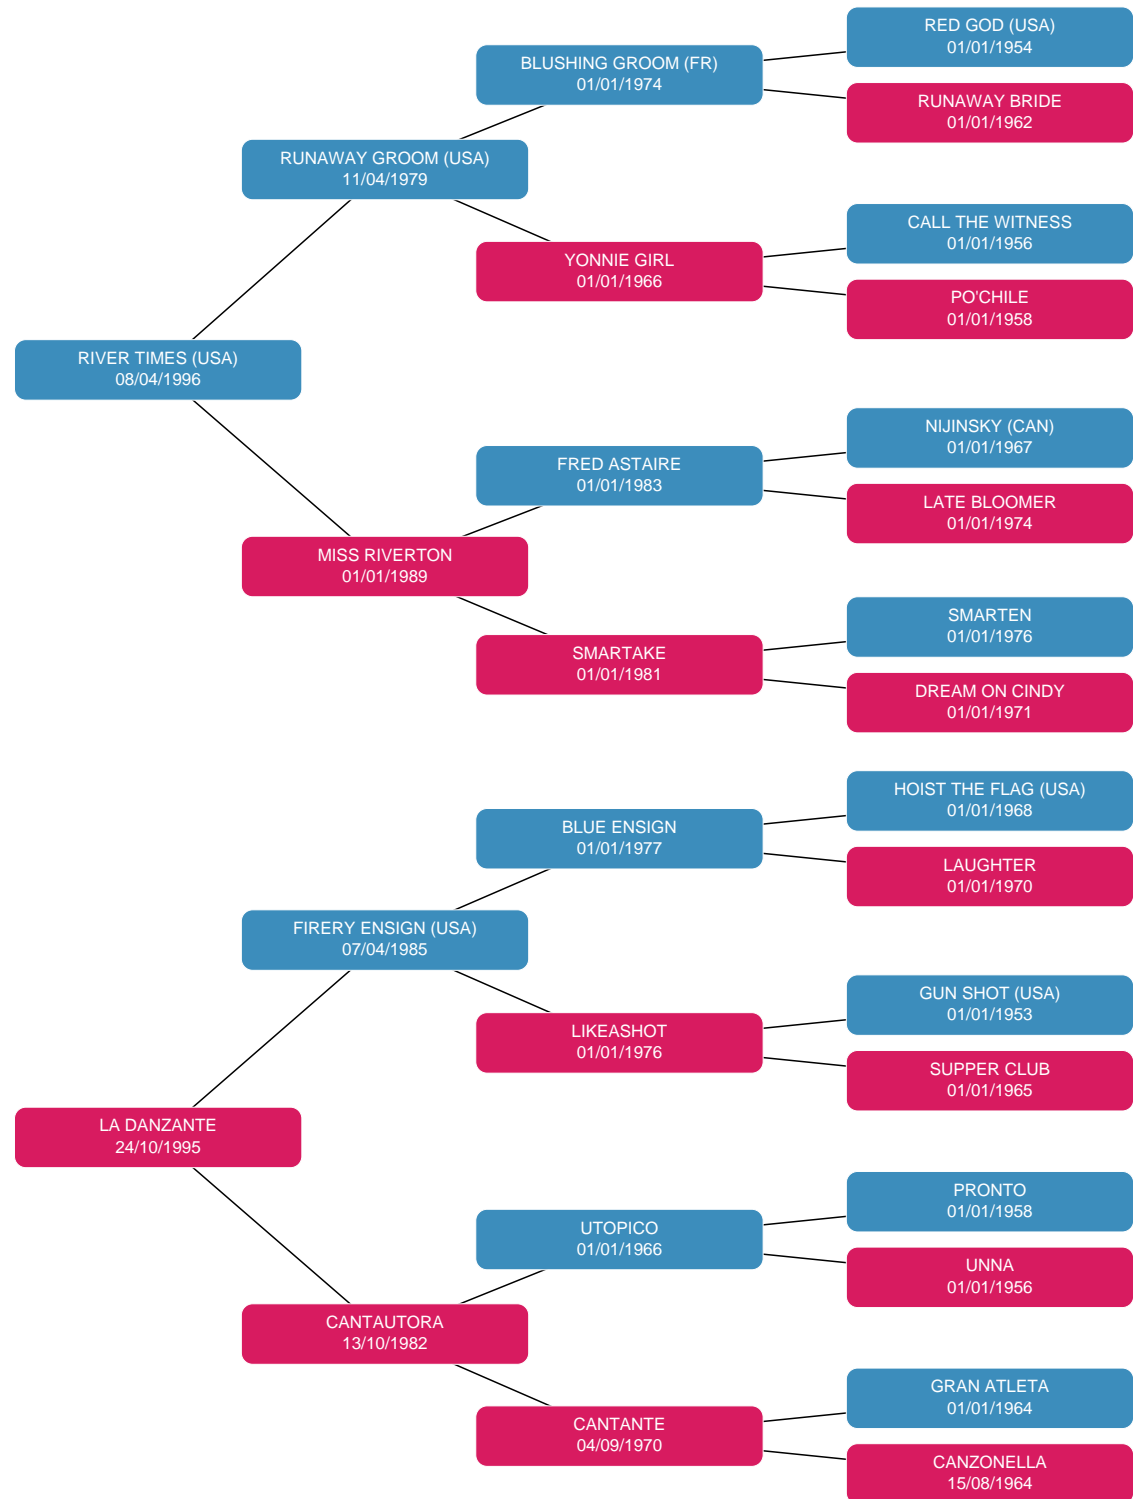 RED GOD (USA)
01/01/1954
BLUSHING GROOM (FR)
01/01/1974
RUNAWAY BRIDE
01/01/1962
RUNAWAY GROOM (USA)
11/04/1979
CALL THE WITNESS
01/01/1956
YONNIE GIRL
01/01/1966
PO'CHILE
01/01/1958
RIVER TIMES (USA)
08/04/1996
NIJINSKY (CAN)
01/01/1967
FRED ASTAIRE
01/01/1983
LATE BLOOMER
01/01/1974
MISS RIVERTON
01/01/1989
SMARTEN
01/01/1976
SMARTAKE
01/01/1981
DREAM ON CINDY
01/01/1971
HOIST THE FLAG (USA)
01/01/1968
BLUE ENSIGN
01/01/1977
LAUGHTER
01/01/1970
FIRERY ENSIGN (USA)
07/04/1985
GUN SHOT (USA)
01/01/1953
LIKEASHOT
01/01/1976
SUPPER CLUB
01/01/1965
LA DANZANTE
24/10/1995
PRONTO
01/01/1958
UTOPICO
01/01/1966
UNNA
01/01/1956
CANTAUTORA
13/10/1982
GRAN ATLETA
01/01/1964
CANTANTE
04/09/1970
CANZONELLA
15/08/1964